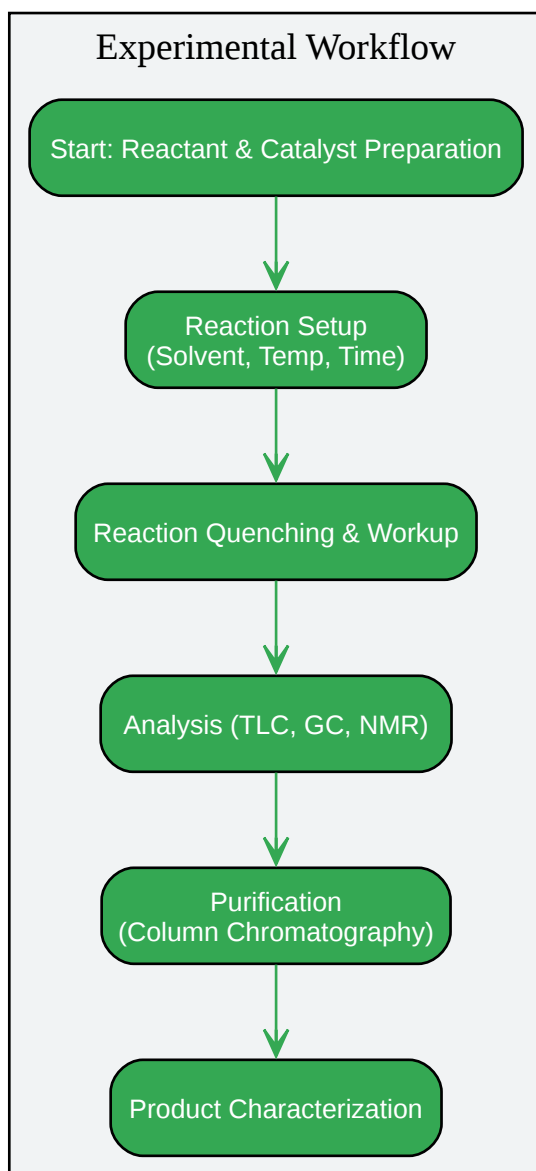 Experimental Workflow
Start: Reactant & Catalyst Preparation
Reaction Setup
(Solvent, Temp, Time)
Reaction Quenching & Workup
Analysis (TLC, GC, NMR)
Purification
(Column Chromatography)
Product Characterization